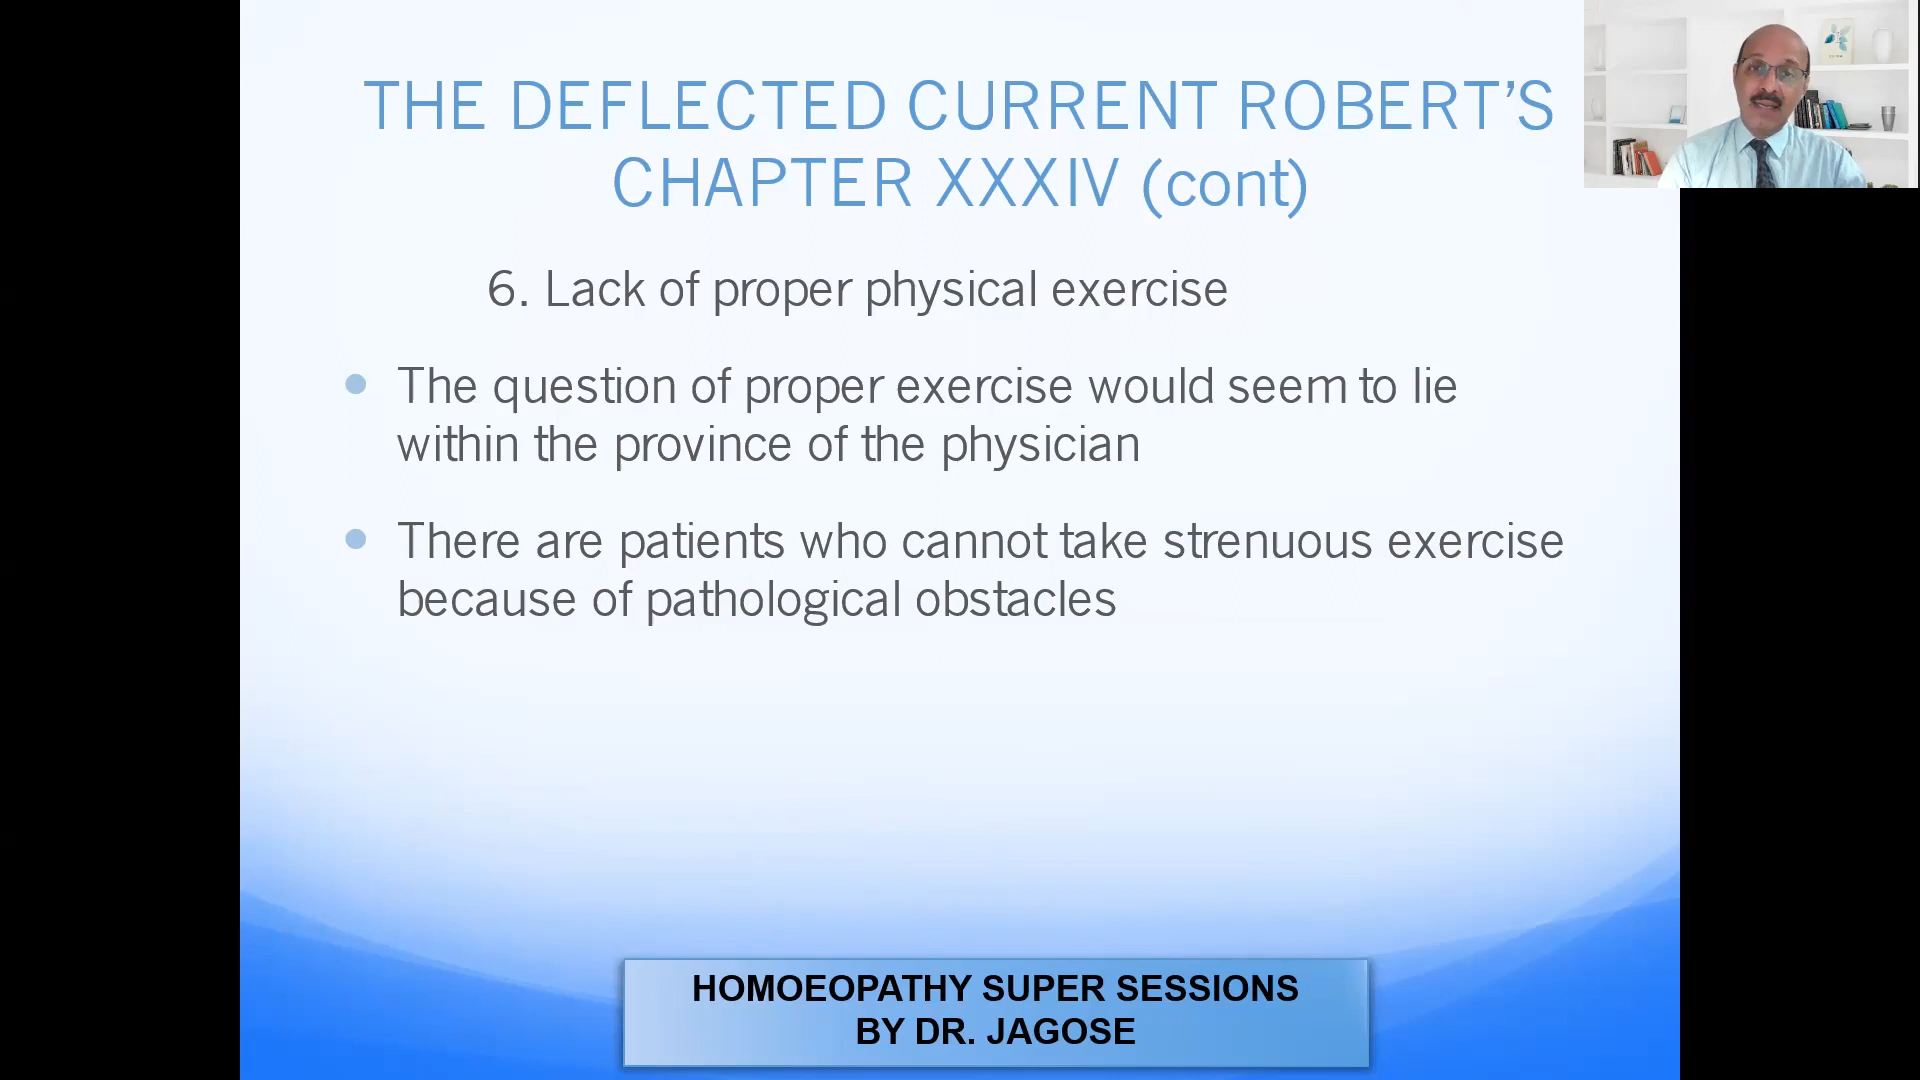 THE DEFLECTED CURRENT ROBERT’S
CHAPTER XXXIV (cont)
6. Lack of proper physical exercise
The question of proper exercise would seem to lie
within the province of the physician
There are patients who cannot take strenuous exercise
because of pathological obstacles
HOMOEOPATHY SUPER SESSIONS
BY DR. JAGOSE